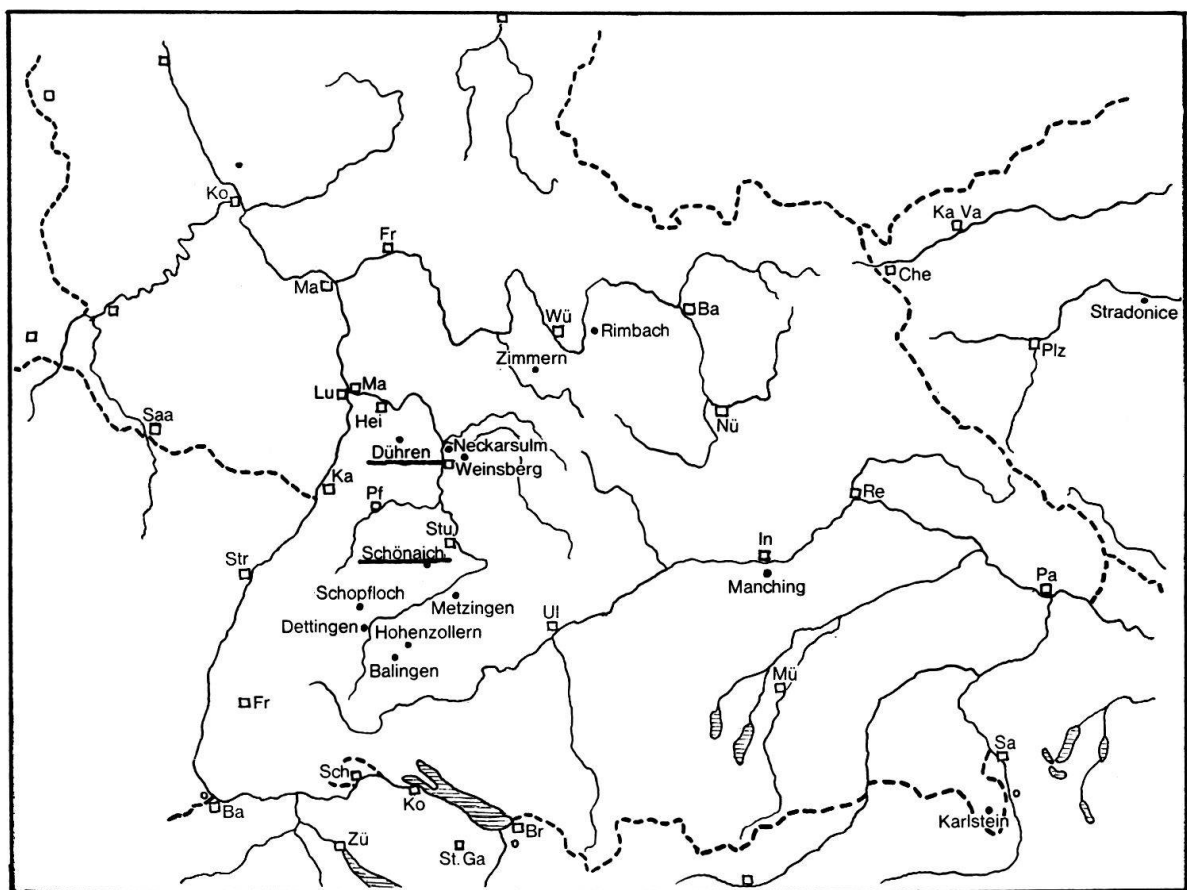 Ko
Ka Va
Fr
Che
Ma
Stradonice
Ba
Wü
Rimbach
Plz
Zimmern
Ma
Lu
Hei
Nü
Saa
Neckarsulm
Dühren
Weinsberg
Ka
Pf
Re
Stu
In
Schönaich
Str
Manching
Pa
Schopfloch
Metzingen
Ul
Dettingen
Hohenzollern
Balingen
Mü
Fr
Sa
Sch
Ko
Ba
Karlstein
Br
Zü
St. Ga